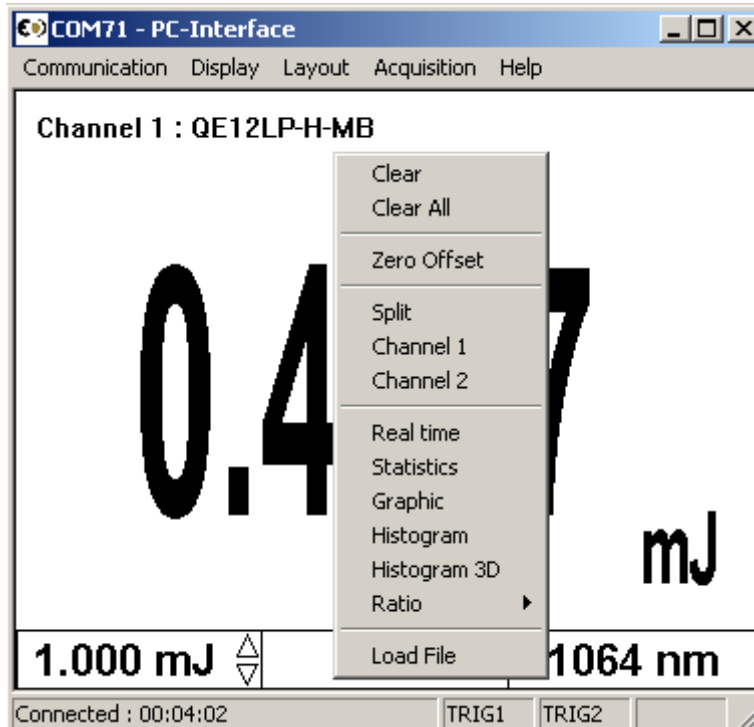 COM71 - PC-Interface
Communication Display Layout Acquisition Help
Channel 1 : QE12LP-H-MB
Clear
Clear All
Zero Offset
Split
Channel 1
Channel 2
Real time
Statistics
Graphic
Histogram
Histogram 3D
Ratio
Load File
0.4 7
mJ
1.000 mJ 1064 nm
Connected : 00:04:02 TRIG1 TRIG2